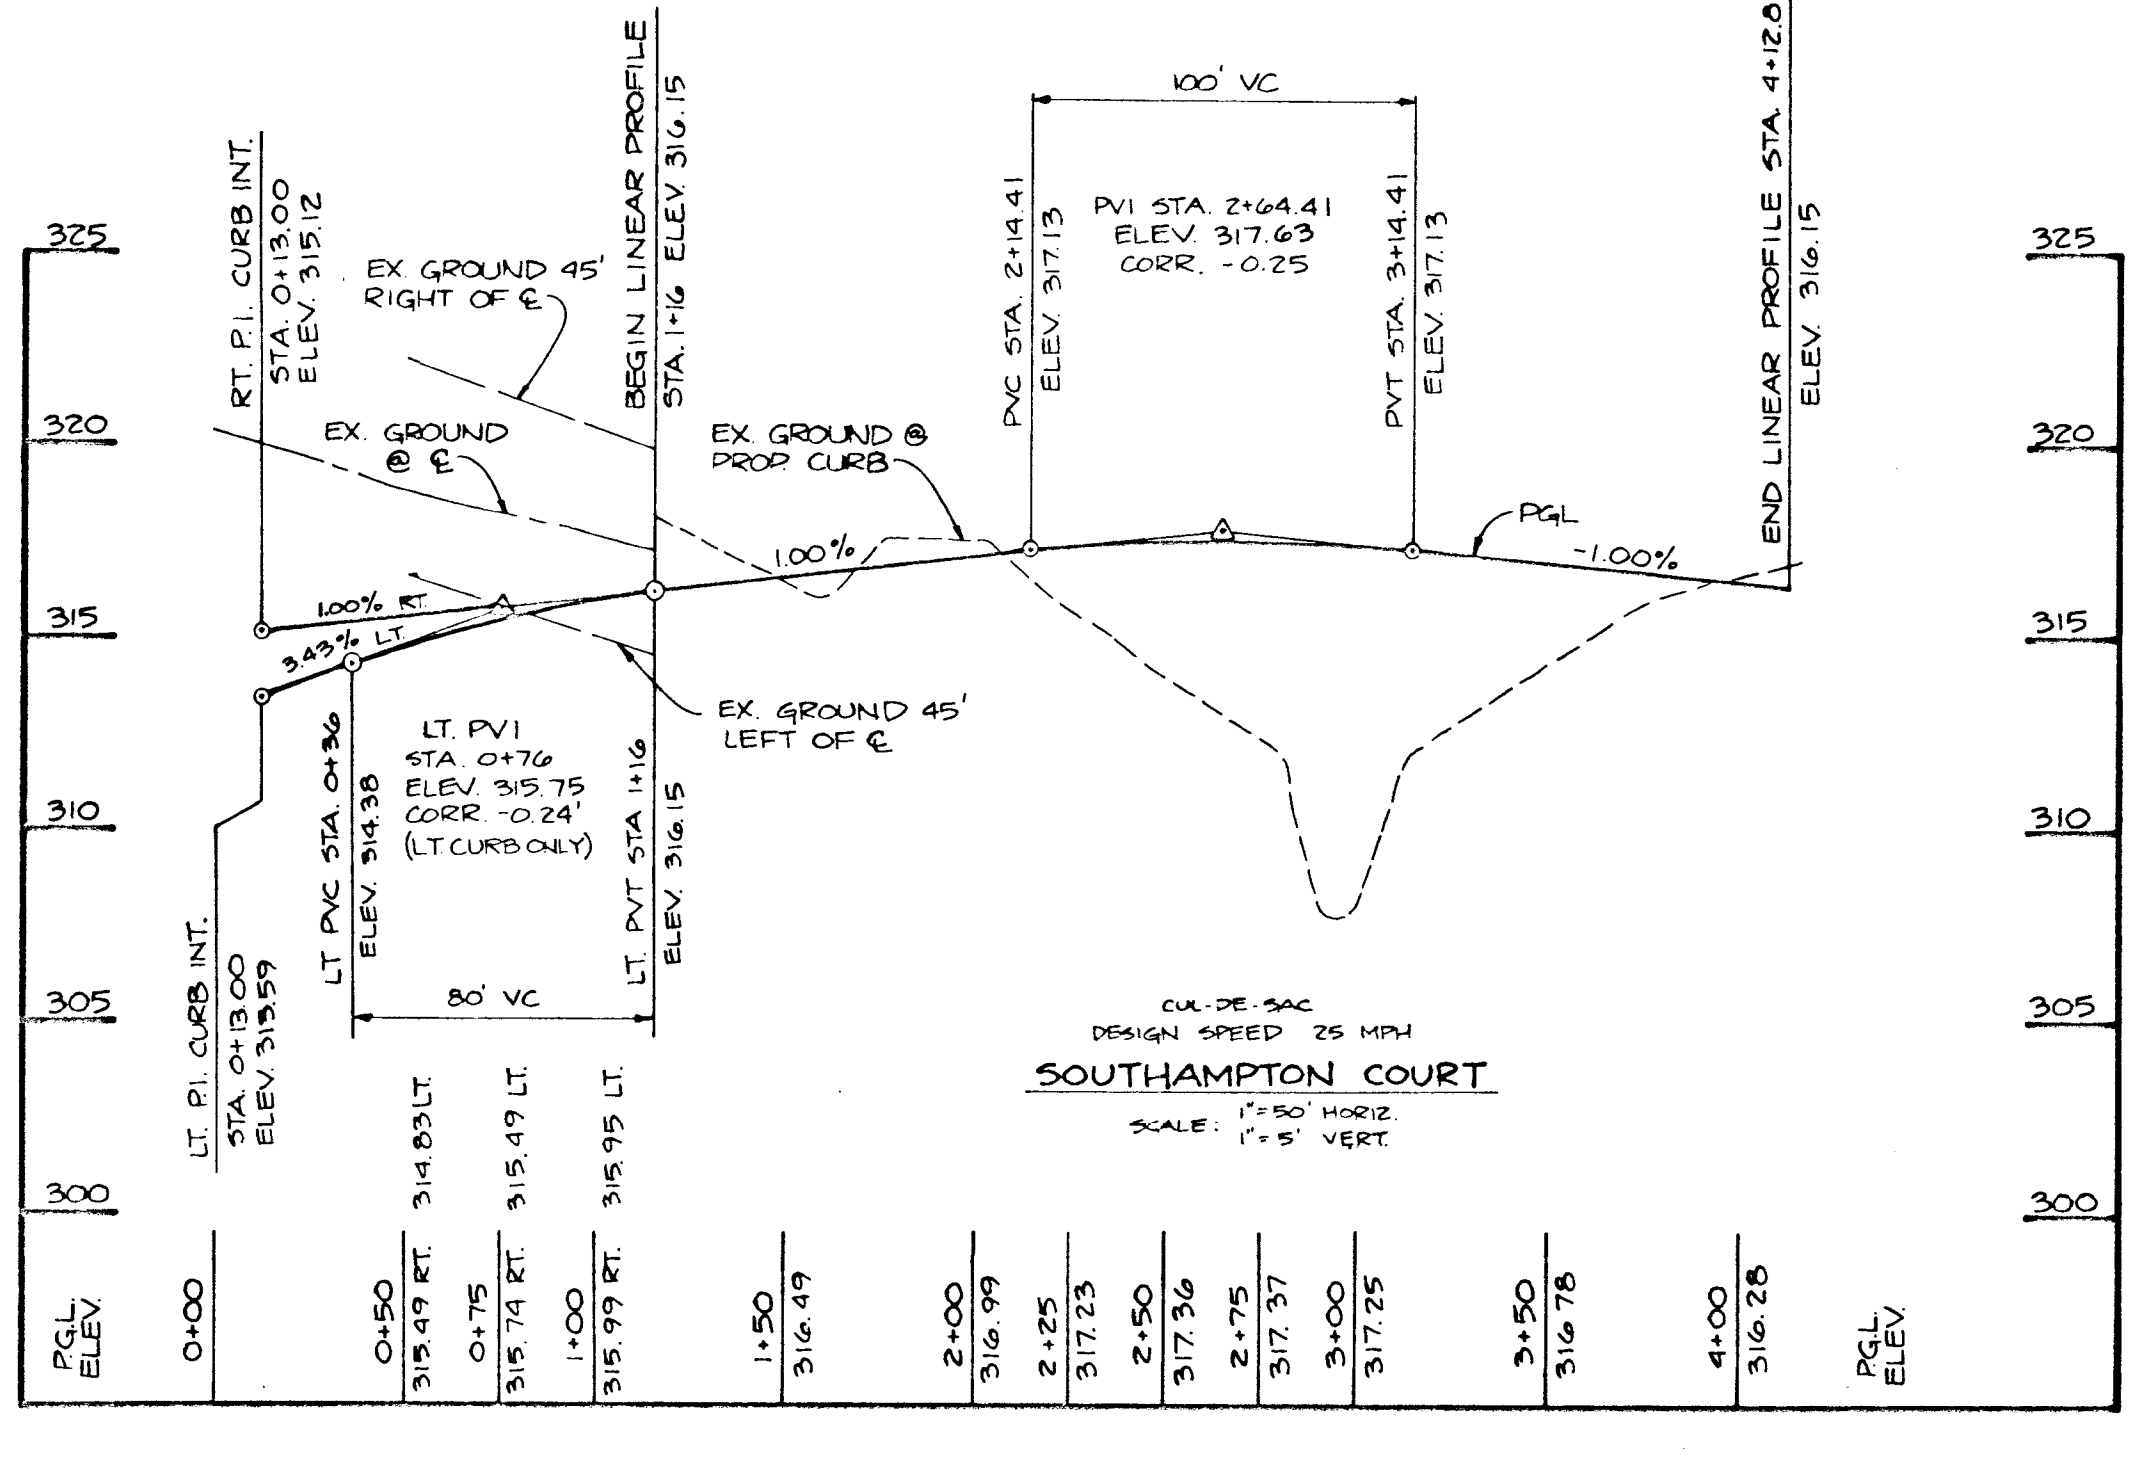 RT. P.I. CURB INT.
STA. 0+13.00
ELEV. 315.12
BEGIN LINEAR PROFILE
STA. 1+16 ELEV. 316.15
100' VC
PVC STA. 2+14.41
ELEV. 317.13
PVI STA. 2+64.41
ELEV. 317.63
CORR. -0.25
PVT STA. 3+14.41
ELEV. 317.13
END LINEAR PROFILE STA. 4+12.8
ELEV. 316.15
325
320
315
310
305
300
325
320
315
310
305
300
EX. GROUND 45'
RIGHT OF ℄
EX. GROUND
@ ℄
EX. GROUND @
PROP. CURB
1.00%
PGL
-1.00%
1.00% RT.
3.43% LT.
EX. GROUND 45'
LEFT OF ℄
LT PVC STA. 0+36
ELEV. 314.38
LT. PVI
STA. 0+76
ELEV. 315.75
CORR. -0.24'
(LT. CURB ONLY)
LT. PVT STA 1+16
ELEV. 316.15
80' VC
LT. P.I. CURB INT.
STA. 0+13.00
ELEV. 313.59
CUL-DE-SAC
DESIGN SPEED 25 MPH
SOUTHAMPTON COURT
SCALE: 1"=50' HORIZ.
1"=5' VERT.
P.G.L.
ELEV.
0+00
0+50
315.49 RT. 314.83 LT.
0+75
315.74 RT. 315.49 LT.
1+00
315.99 RT. 315.95 LT.
1+50
316.49
2+00
316.99
2+25
317.23
2+50
317.36
2+75
317.37
3+00
317.25
3+50
316.78
4+00
316.28
P.G.L.
ELEV.